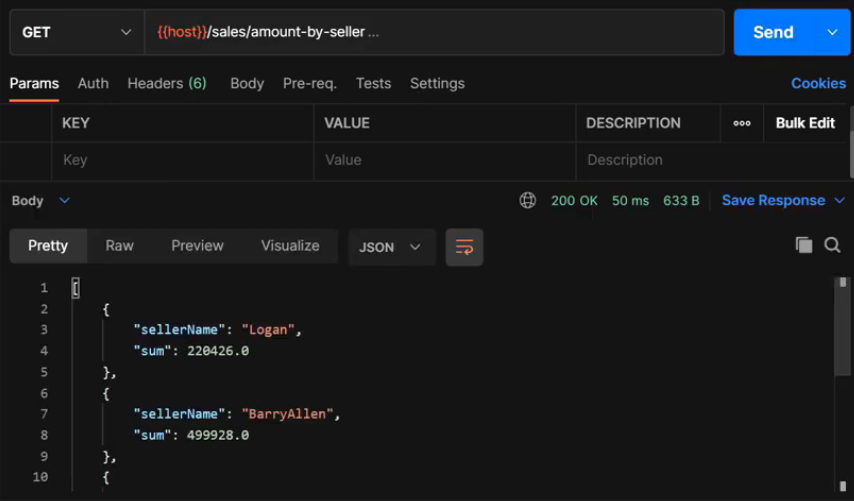 GET {{host}}/sales/amount-by-seller ... Send
Params Auth Headers (6) Body Pre-req. Tests Settings Cookies
KEY VALUE DESCRIPTION ooo Bulk Edit
Key Value Description
Body 200 OK 50 ms 633 B Save Response
Pretty Raw Preview Visualize JSON
1 [
2 {
3 "sellerName": "Logan",
4 "sum": 220426.0
5 },
6 {
7 "sellerName": "BarryAllen",
8 "sum": 499928.0
9 },
10 {